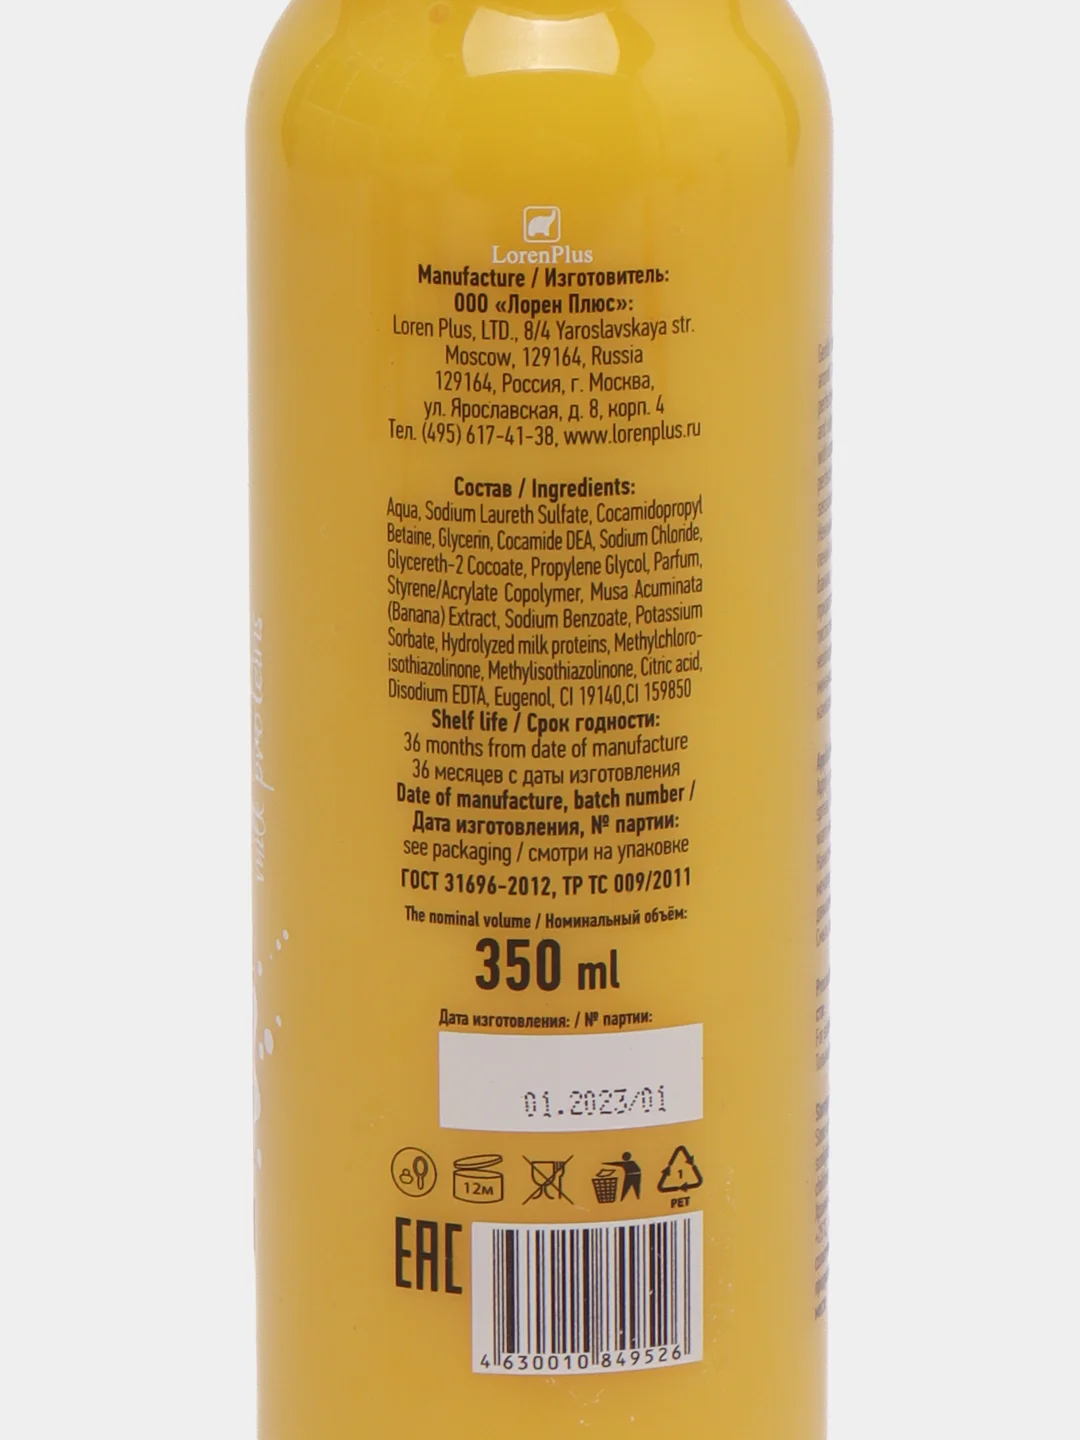 LorenPlus
Manufacture / Изготовитель:
ООО «Лорен Плюс»:
Loren Plus, LTD., 8/4 Yaroslavskaya str.
Moscow, 129164, Russia
129164, Россия, г. Москва,
ул. Ярославская, д. 8, корп. 4
Тел. (495) 617-41-38, www.lorenplus.ru
Состав / Ingredients:
Aqua, Sodium Laureth Sulfate, Cocamidopropyl
Betaine, Glycerin, Cocamide DEA, Sodium Chloride,
Glycereth-2 Cocoate, Propylene Glycol, Parfum,
Styrene/Acrylate Copolymer, Musa Acuminata
(Banana) Extract, Sodium Benzoate, Potassium
Sorbate, Hydrolyzed milk proteins, Methylchloro-
isothiazolinone, Methylisothiazolinone, Citric acid,
Disodium EDTA, Eugenol, CI 19140,CI 159850
Shelf life / Срок годности:
36 months from date of manufacture
36 месяцев с даты изготовления
Date of manufacture, batch number /
Дата изготовления, № партии:
see packaging / смотри на упаковке
ГОСТ 31696-2012, ТР ТС 009/2011
The nominal volume / Номинальный объём:
350 ml
Дата изготовления: / № партии:
01.2023/01
12м
1
PET
EAC
4 630010 849526
milk proteins